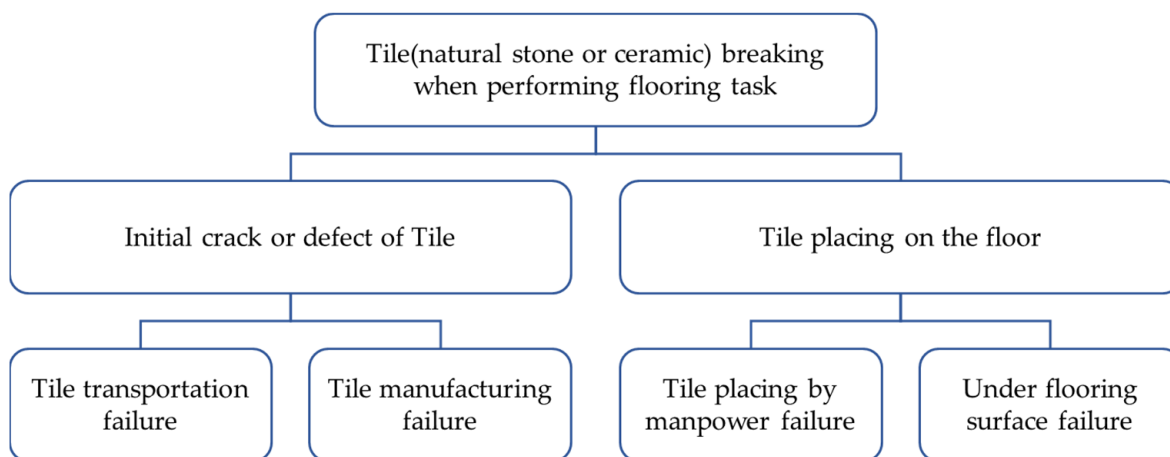 Tile(natural stone or ceramic) breaking
when performing flooring task
Initial crack or defect of Tile
Tile placing on the floor
Tile transportation
failure
Tile manufacturing
failure
Tile placing by
manpower failure
Under flooring
surface failure